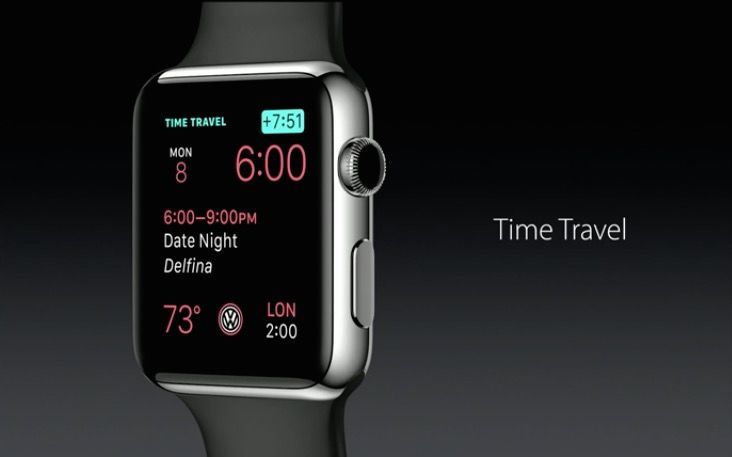 TIME TRAVEL +7:51
MON
8
6:00
6:00–9:00PM
Date Night
Delfina
73°
LON
2:00
Time Travel